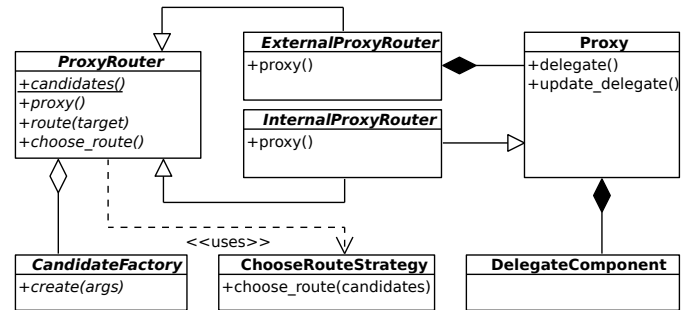 ProxyRouter
+candidates()
+proxy()
+route(target)
+choose_route()
ExternalProxyRouter
+proxy()
InternalProxyRouter
+proxy()
Proxy
+delegate()
+update_delegate()
<<uses>>
CandidateFactory
+create(args)
ChooseRouteStrategy
+choose_route(candidates)
DelegateComponent